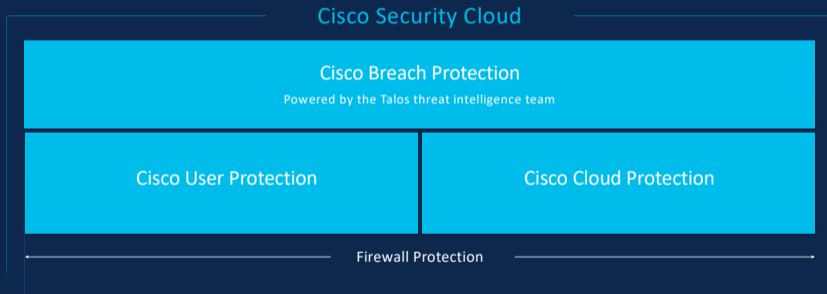 Cisco Security Cloud
Cisco Breach Protection
Powered by the Talos threat intelligence team
Cisco User Protection
Cisco Cloud Protection
Firewall Protection